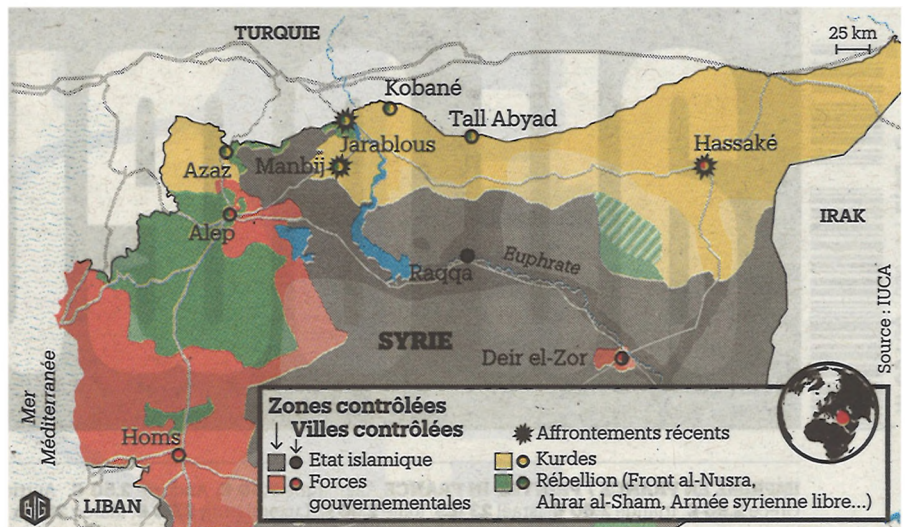 TURQUIE
25 km
Kobané
Tall Abyad
Jarablous
Hassaké
Azaz
Manbij
Alep
IRAK
Raqqa
Euphrate
SYRIE
Deir el-Zor
Source : IUCA
Mer
Méditerranée
Homs
LIBAN
BIG
Zones contrôlées
Villes contrôlées
Etat islamique
Forces
gouvernementales
Affrontements récents
Kurdes
Rébellion (Front al-Nusra,
Ahrar al-Sham, Armée syrienne libre...)